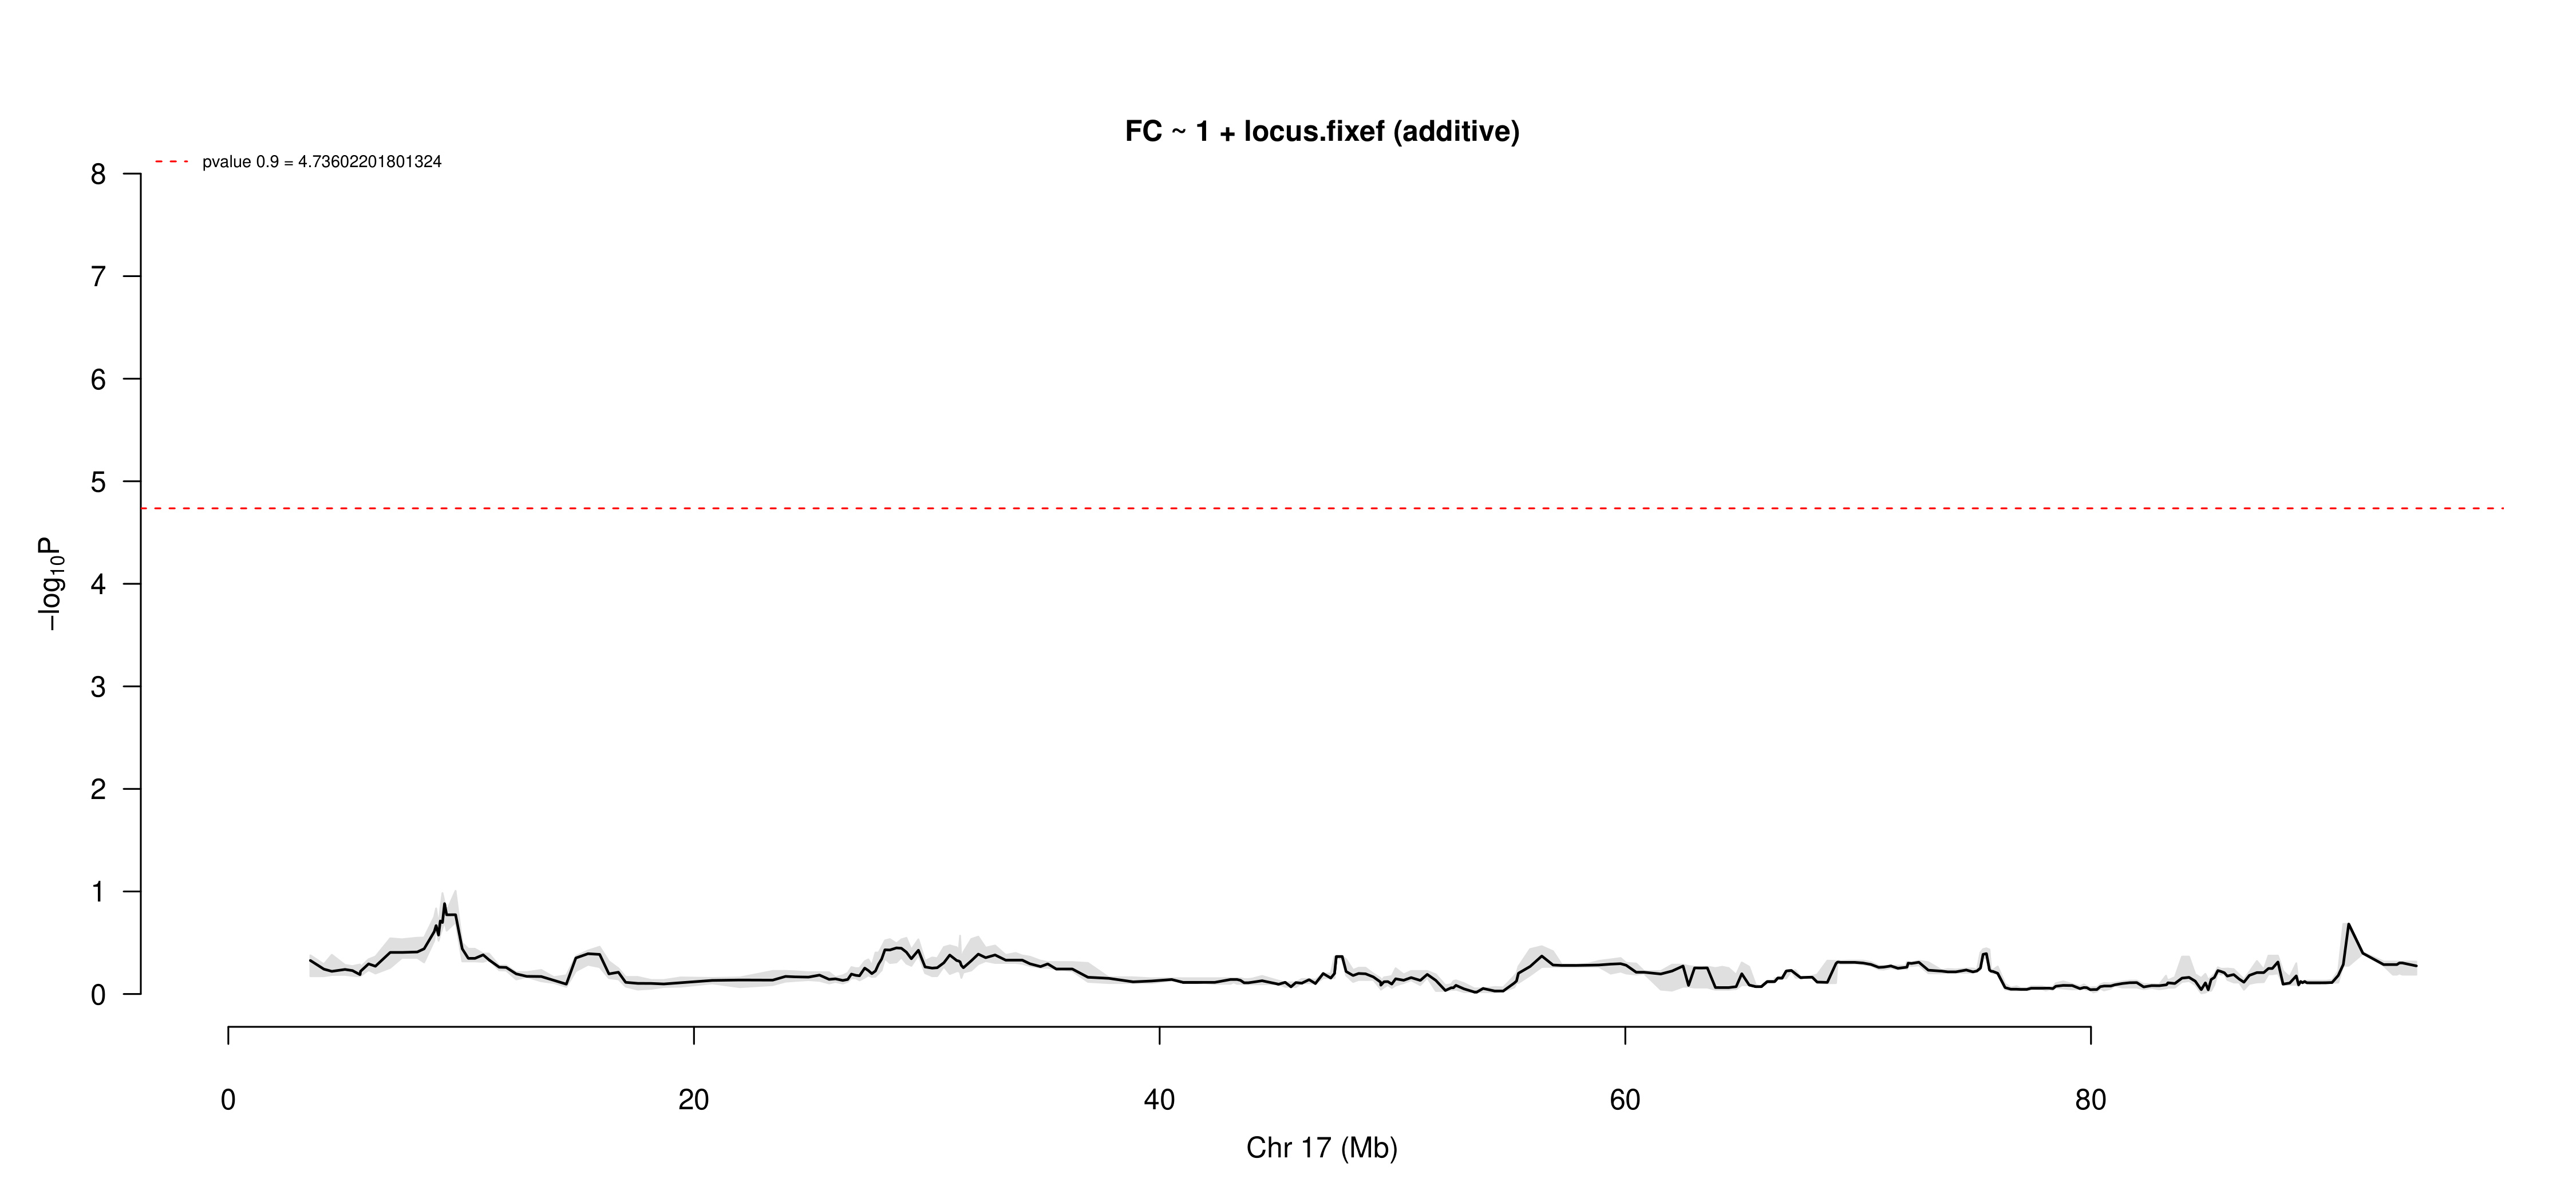 FC ~ 1 + locus.fixef (additive)
pvalue 0.9 = 4.73602201801324
8
7
6
5
4
3
2
1
0
−log10P
0 20 40 60 80
Chr 17 (Mb)